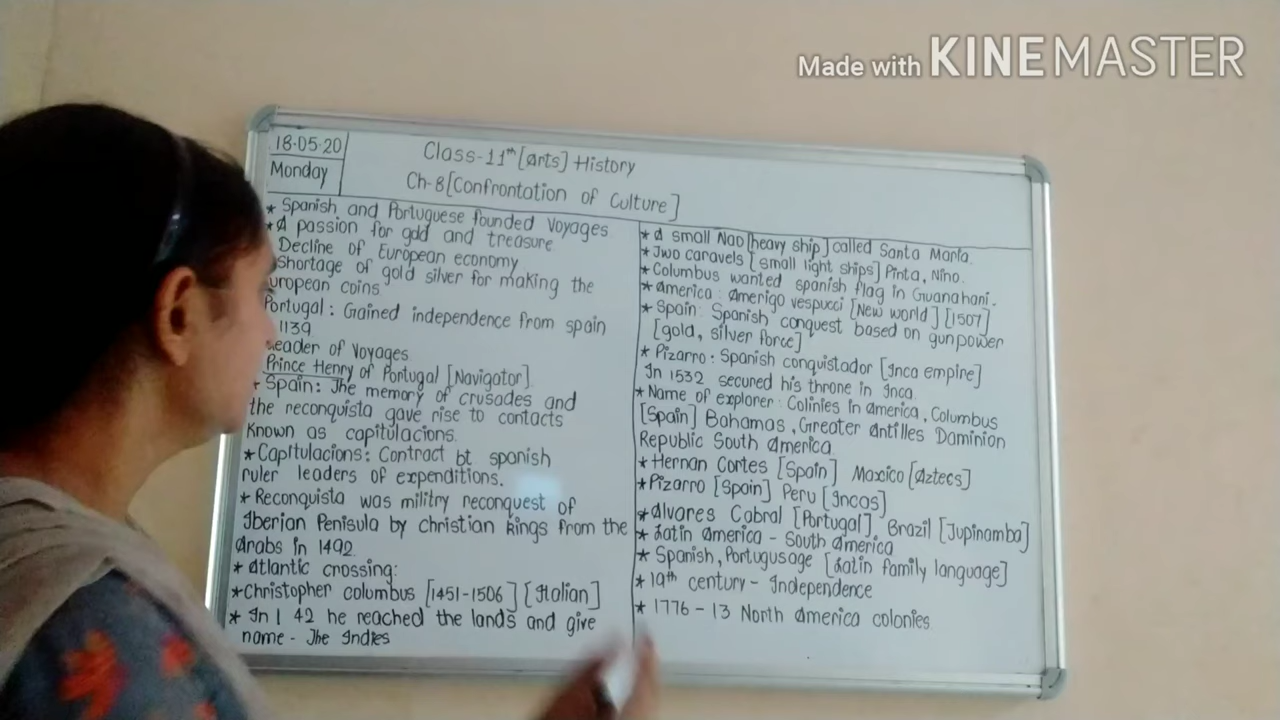 Made with KINEMASTER
18.05.20
Monday
Class-11th [Arts] History
Ch-8 [Confrontation of Culture]
* Spanish and Portuguese founded Voyages
* A passion for gold and treasure
Decline of European economy
Shortage of gold silver for making the
uropean coins
Portugal : Gained independence from spain
1139
Leader of Voyages
Prince Henry of Portugal [Navigator]
* Spain: The memory of crusades and
the reconquista gave rise to contacts
known as capitulacions.
* Capitulacions: Contract bt spanish
ruler leaders of expenditions.
* Reconquista was militry reconquest of
Iberian Penisula by christian kings from the
Arabs in 1492
* Atlantic crossing:
* Christopher columbus [1451-1506] [Italian]
* In 1 42 he reached the lands and give
name - The Indies
* A small Nao [heavy ship] called Santa Maria.
* Two caravels [small light ships] Pinta, Nino.
* Columbus wanted spanish flag in Guanahani.
* America : Amerigo vespucci [New world] [1507]
* Spain: Spanish conquest based on gunpower
[gold, silver force]
* Pizarro : Spanish conquistador [Inca empire]
In 1532 secured his throne in Inca
* Name of explorer : Colinies in America, Columbus
[Spain] Bahamas, Greater Antilles Daminion
Republic South America
* Hernan Cortes [Spain] Maxico [Aztecs]
* Pizarro [Spain] Peru [Incas]
* Alvares Cabral [Portugal], Brazil [Tupinamba]
* Latin America - South America
* Spanish, Portugusage [Latin family language]
* 19th century - Independence
* 1776 - 13 North America colonies